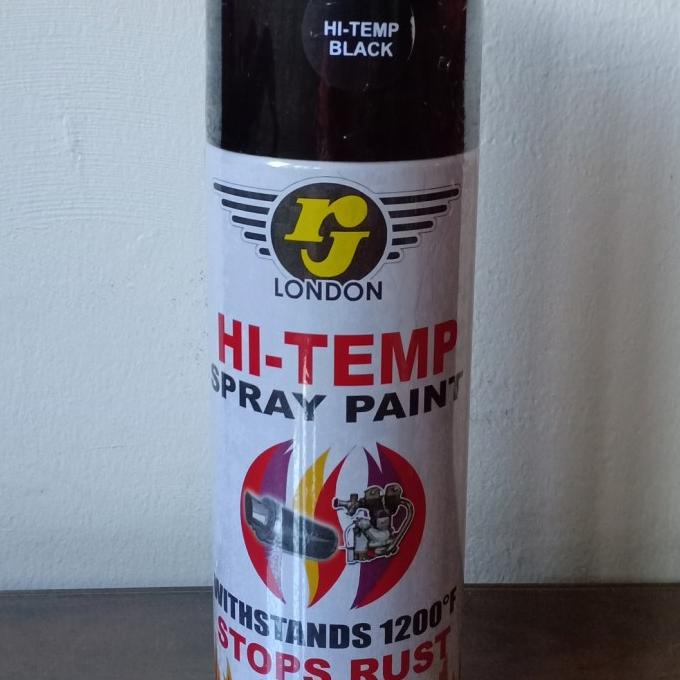 HI-TEMP
BLACK
rJ
LONDON
HI-TEMP
SPRAY PAINT
WITHSTANDS 1200°F
STOPS RUST